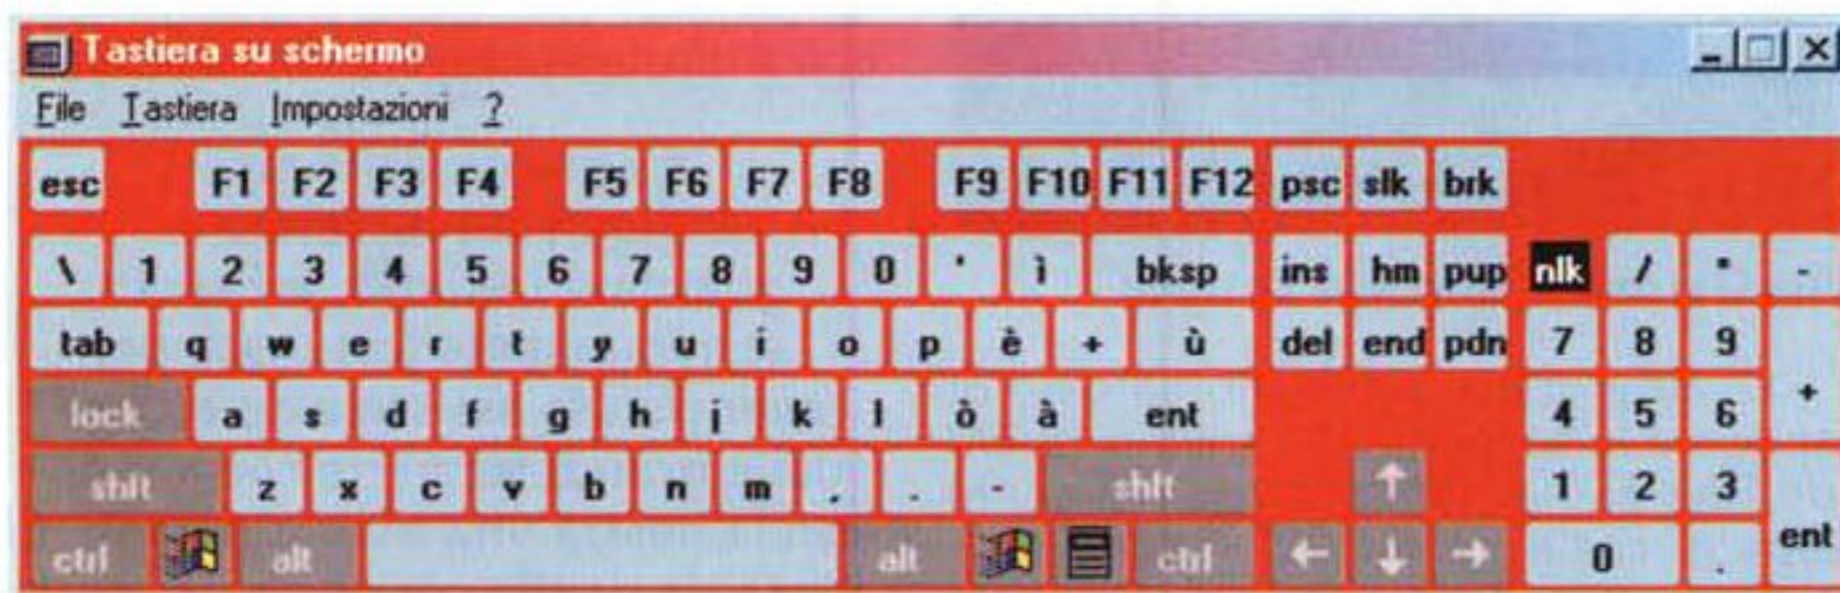 Tastiera su schermo
File Tastiera Impostazioni ?
esc F1 F2 F3 F4 F5 F6 F7 F8 F9 F10 F11 F12 psc slk brk
\ 1 2 3 4 5 6 7 8 9 0 ' ì bksp ins hm pup nlk / * -
tab q w e r t y u i o p è + ù del end pdn 7 8 9
lock a s d f g h j k l ò à ent 4 5 6 +
shft z x c v b n m , . - shft ↑ 1 2 3
ctrl alt alt ctrl ← ↓ → 0 . ent